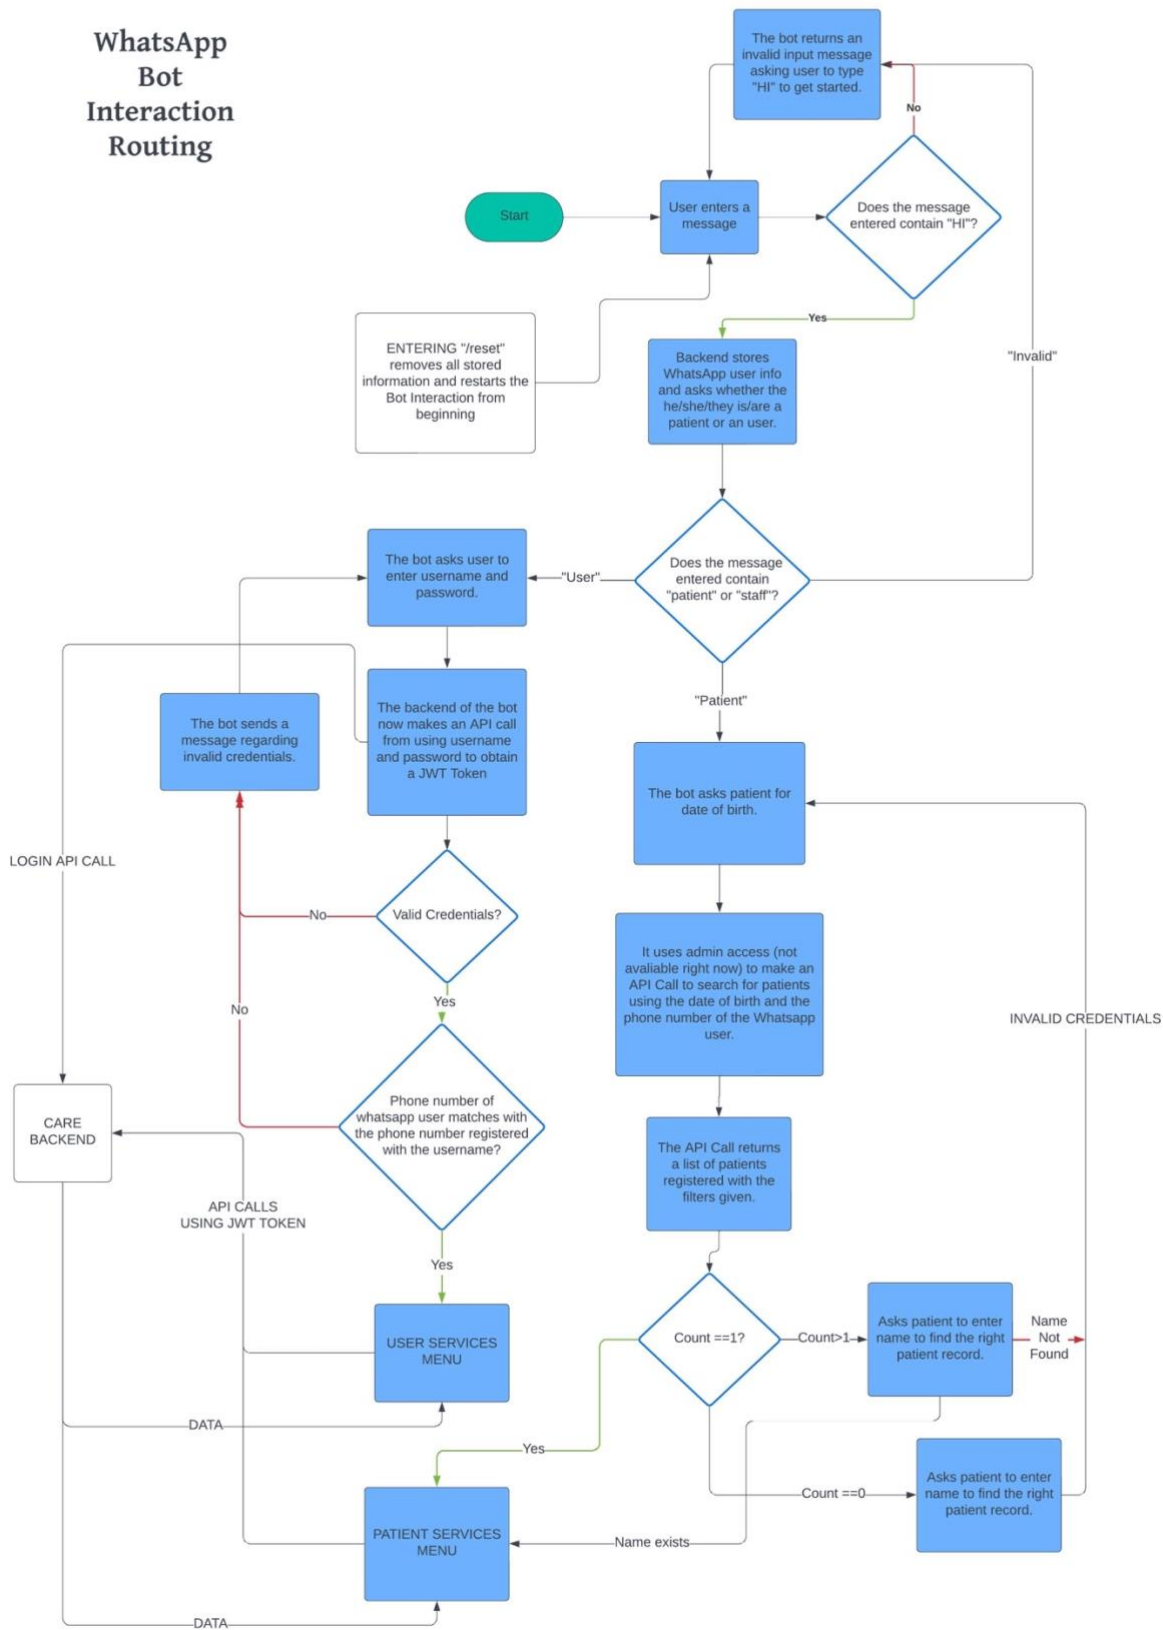 WhatsApp
Bot
Interaction
Routing
The bot returns an
invalid input message
asking user to type
"HI" to get started.
No
Start
User enters a
message
Does the message
entered contain "HI"?
Yes
ENTERING "/reset"
removes all stored
information and restarts the
Bot Interaction from
beginning
Backend stores
WhatsApp user info
and asks whether the
he/she/they is/are a
patient or an user.
"Invalid"
The bot asks user to
enter username and
password.
"User"
Does the message
entered contain
"patient" or "staff"?
The bot sends a
message regarding
invalid credentials.
The backend of the bot
now makes an API call
from using username
and password to obtain
a JWT Token
"Patient"
The bot asks patient for
date of birth.
LOGIN API CALL
No
Valid Credentials?
Yes
No
It uses admin access (not
avaliable right now) to make an
API Call to search for patients
using the date of birth and the
phone number of the Whatsapp
user.
INVALID CREDENTIALS
CARE
BACKEND
Phone number of
whatsapp user matches with
the phone number registered
with the username?
The API Call returns
a list of patients
registered with the
filters given.
API CALLS
USING JWT TOKEN
Yes
USER SERVICES
MENU
Count ==1?
Count>1
Asks patient to enter
name to find the right
patient record.
Name
Not
Found
DATA
Yes
Count ==0
Asks patient to enter
name to find the right
patient record.
PATIENT SERVICES
MENU
Name exists
DATA